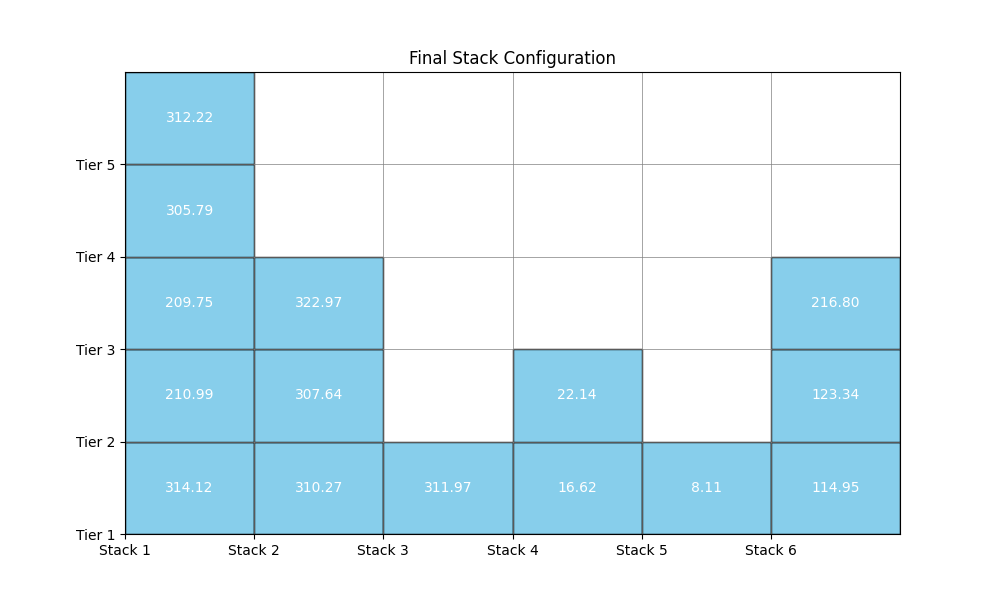 Final Stack Configuration
312.22
Tier 5
305.79
Tier 4
209.75 322.97 216.80
Tier 3
210.99 307.64 22.14 123.34
Tier 2
314.12 310.27 311.97 16.62 8.11 114.95
Tier 1
Stack 1 Stack 2 Stack 3 Stack 4 Stack 5 Stack 6